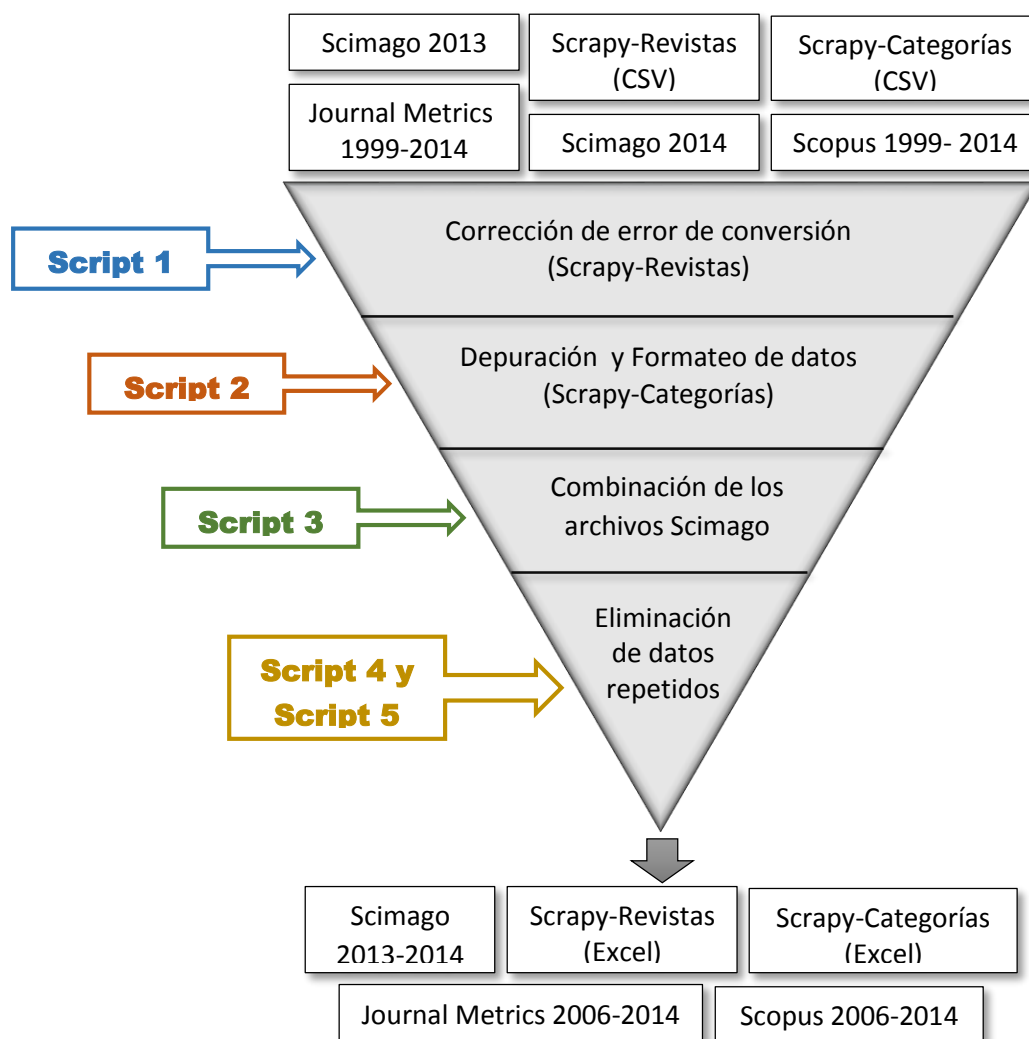 Scimago 2013
Scrapy-Revistas
(CSV)
Scrapy-Categorías
(CSV)
Journal Metrics
1999-2014
Scimago 2014
Scopus 1999- 2014
Corrección de error de conversión
(Scrapy-Revistas)
Script 1
Depuración y Formateo de datos
(Scrapy-Categorías)
Script 2
Combinación de los
archivos Scimago
Script 3
Eliminación
de datos
repetidos
Script 4 y
Script 5
Scimago
2013-2014
Scrapy-Revistas
(Excel)
Scrapy-Categorías
(Excel)
Journal Metrics 2006-2014
Scopus 2006-2014